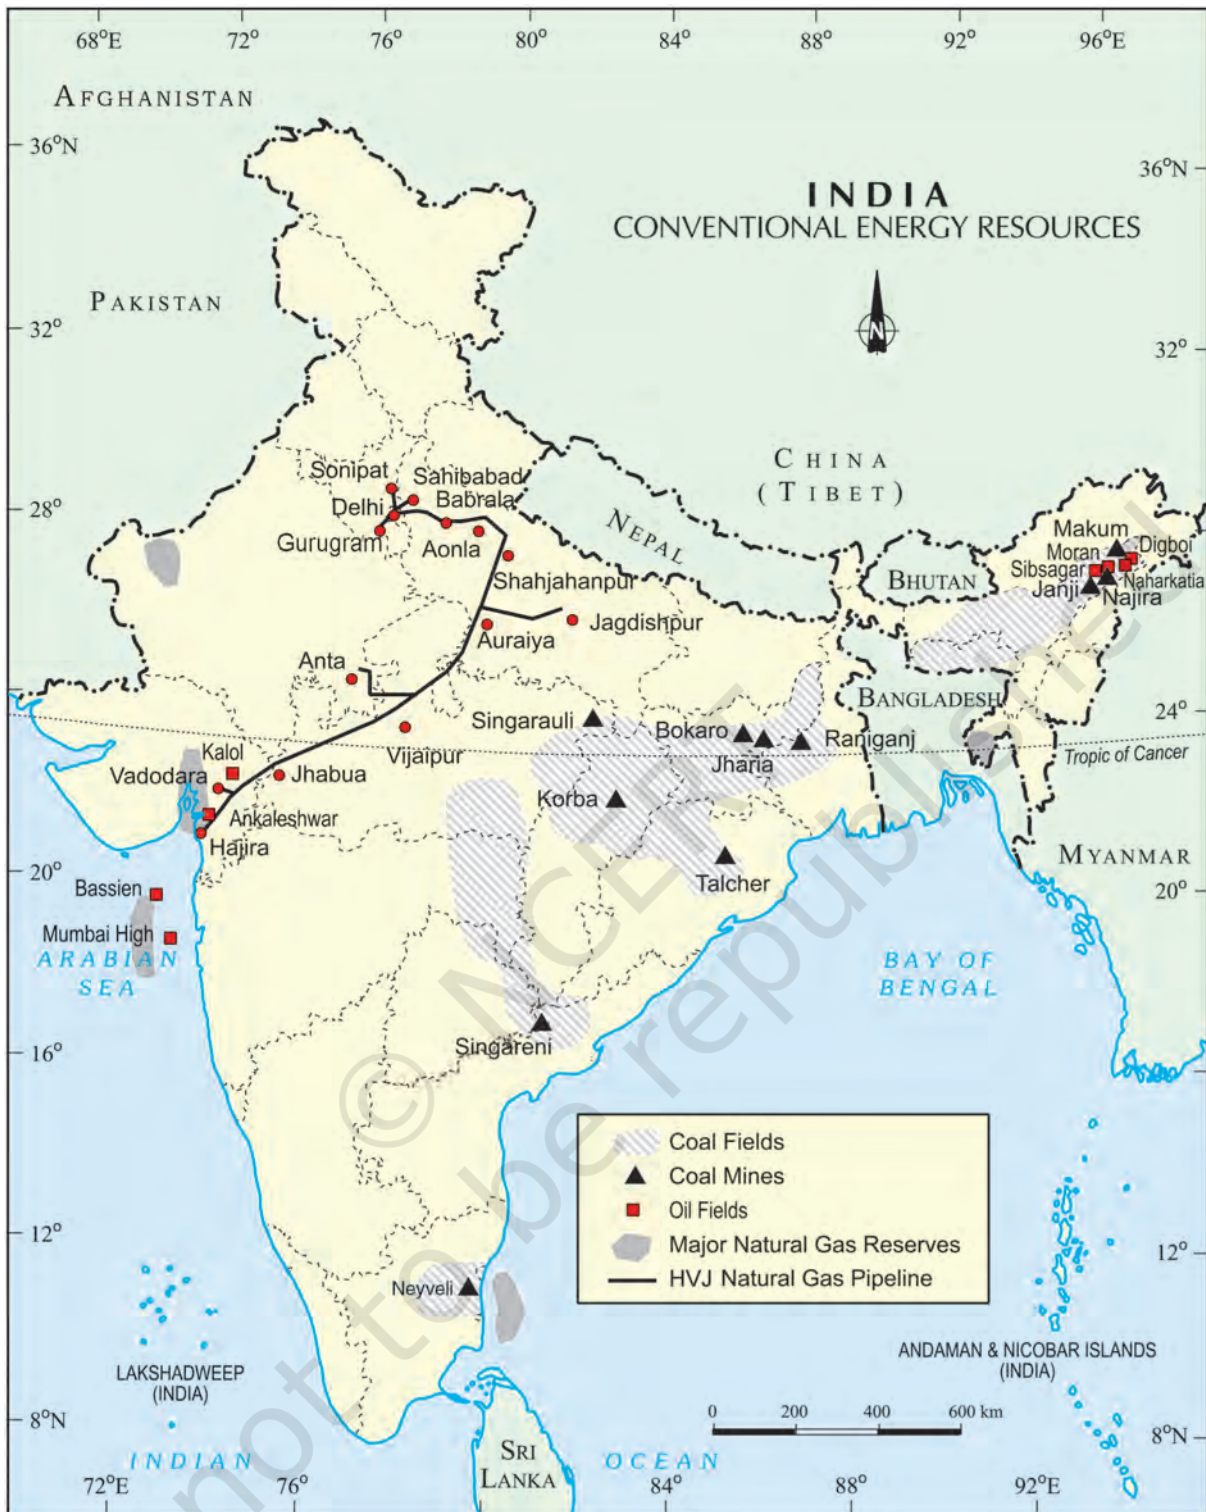 68°E 72° 76° 80° 84° 88° 92° 96°E
AFGHANISTAN
36°N 36°N
INDIA
CONVENTIONAL ENERGY RESOURCES
N
PAKISTAN
32° 32°
CHINA
(TIBET)
Sonipat Sahibabad
Delhi Babrala
28° 28°
Gurugram Aonla
NEPAL
Makum
Moran Digboi
Sibsagar
Naharkatia
Janji Najira
BHUTAN
Shahjahanpur
Auraiya Jagdishpur
Anta
BANGLADESH
Singarauli Bokaro Raniganj
24°
Vijaipur
Jharia
Tropic of Cancer
Kalol
Vadodara Jhabua
Korba
Ankaleshwar
Hajira
MYANMAR
20° 20°
Bassien
Talcher
Mumbai High
ARABIAN
SEA
BAY OF
BENGAL
Singareni
16°
© NCERT
not to be republished
Coal Fields
Coal Mines
Oil Fields
Major Natural Gas Reserves
HVJ Natural Gas Pipeline
12° 12°
Neyveli
LAKSHADWEEP
(INDIA)
ANDAMAN & NICOBAR ISLANDS
(INDIA)
0 200 400 600 km
8°N 8°N
INDIAN OCEAN
SRI
LANKA
72°E 76° 84° 88° 92°E